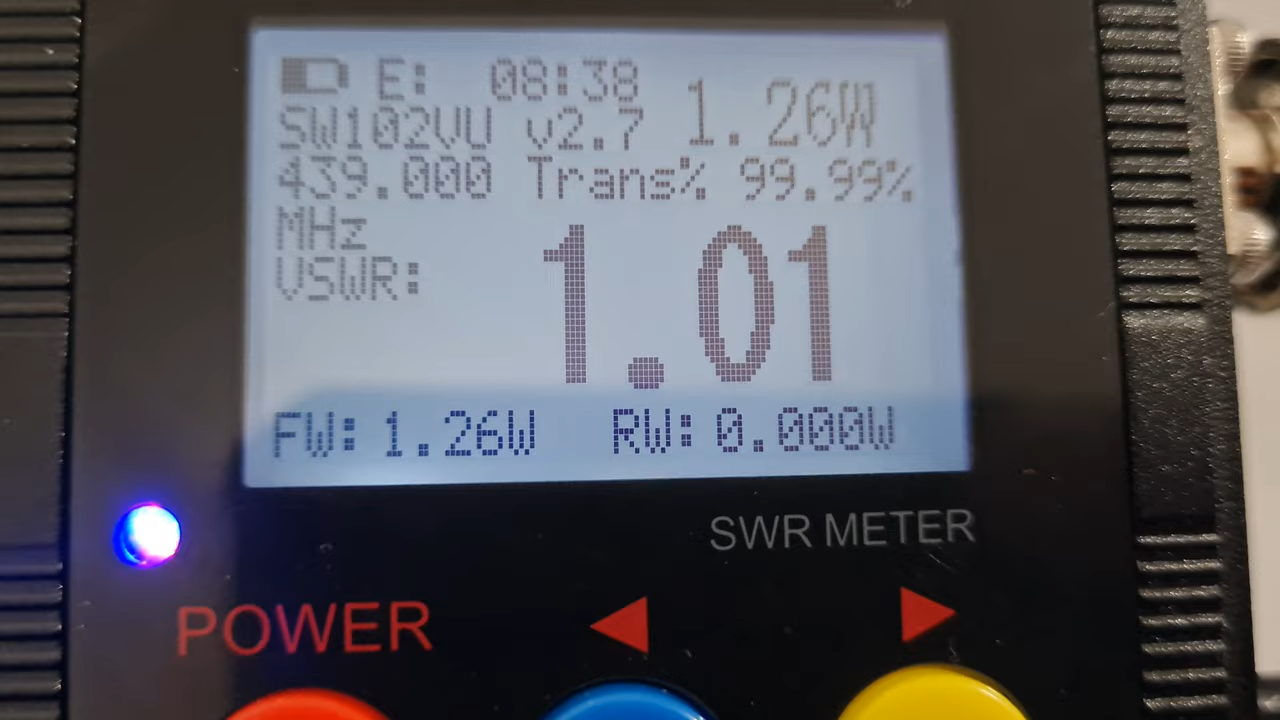 E: 08:38
SW102VU v2.7 1.26W
439.000 Trans% 99.99%
MHz
VSWR: 1.01
FW: 1.26W RW: 0.000W
SWR METER
POWER